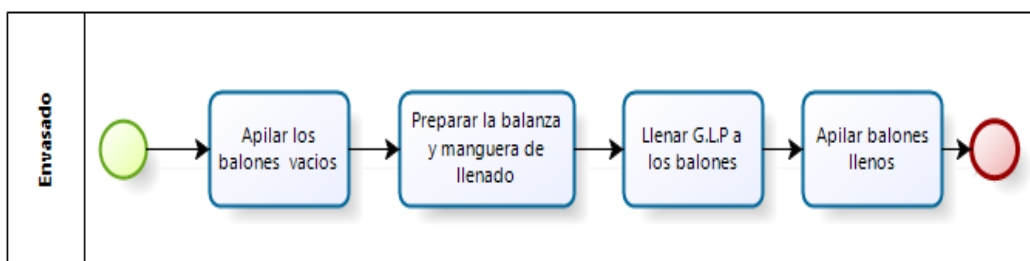 Envasado
Apilar los
balones vacios
Preparar la balanza
y manguera de
llenado
Llenar G.L.P a
los balones
Apilar balones
llenos